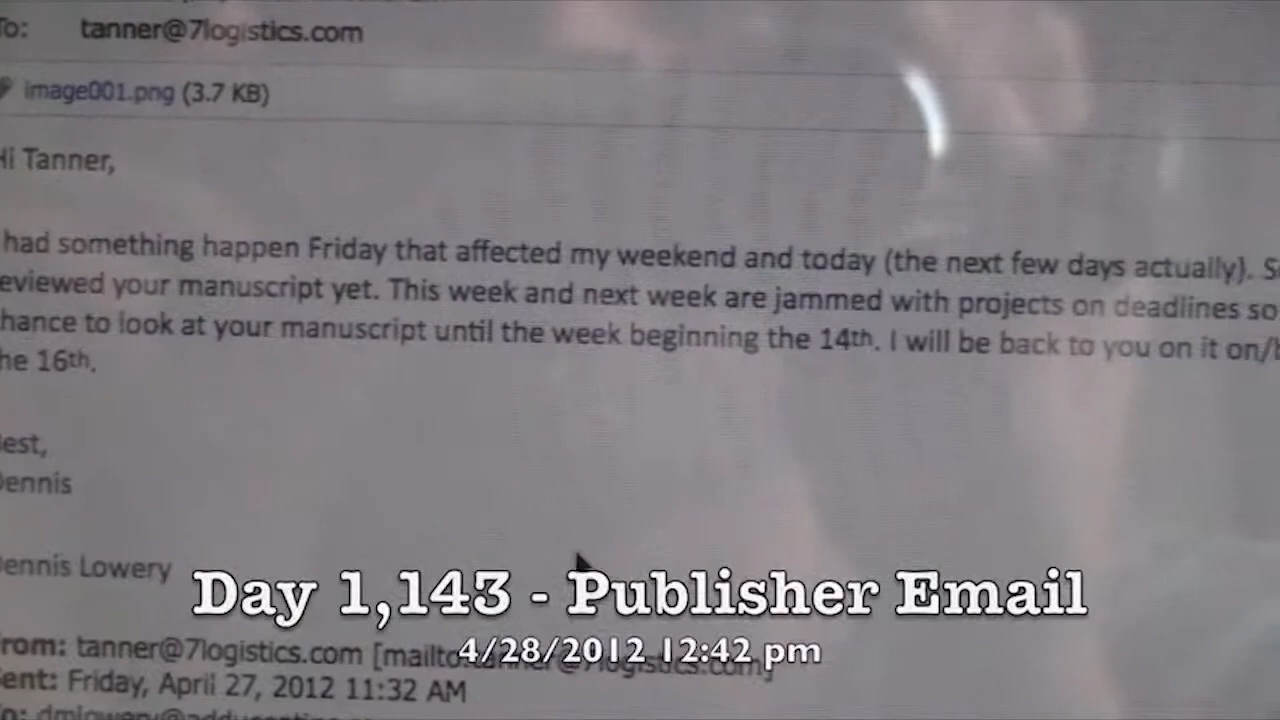 To: tanner@7logistics.com
image001.png (3.7 KB)
Hi Tanner,
had something happen Friday that affected my weekend and today (the next few days actually). S
eviewed your manuscript yet. This week and next week are jammed with projects on deadlines so
hance to look at your manuscript until the week beginning the 14th. I will be back to you on it on/b
he 16th.
est,
ennis
ennis Lowery
Day 1,143 - Publisher Email
rom: tanner@7logistics.com [mailto:tanner@7logistics.com]
4/28/2012 12:42 pm
ent: Friday, April 27, 2012 11:32 AM